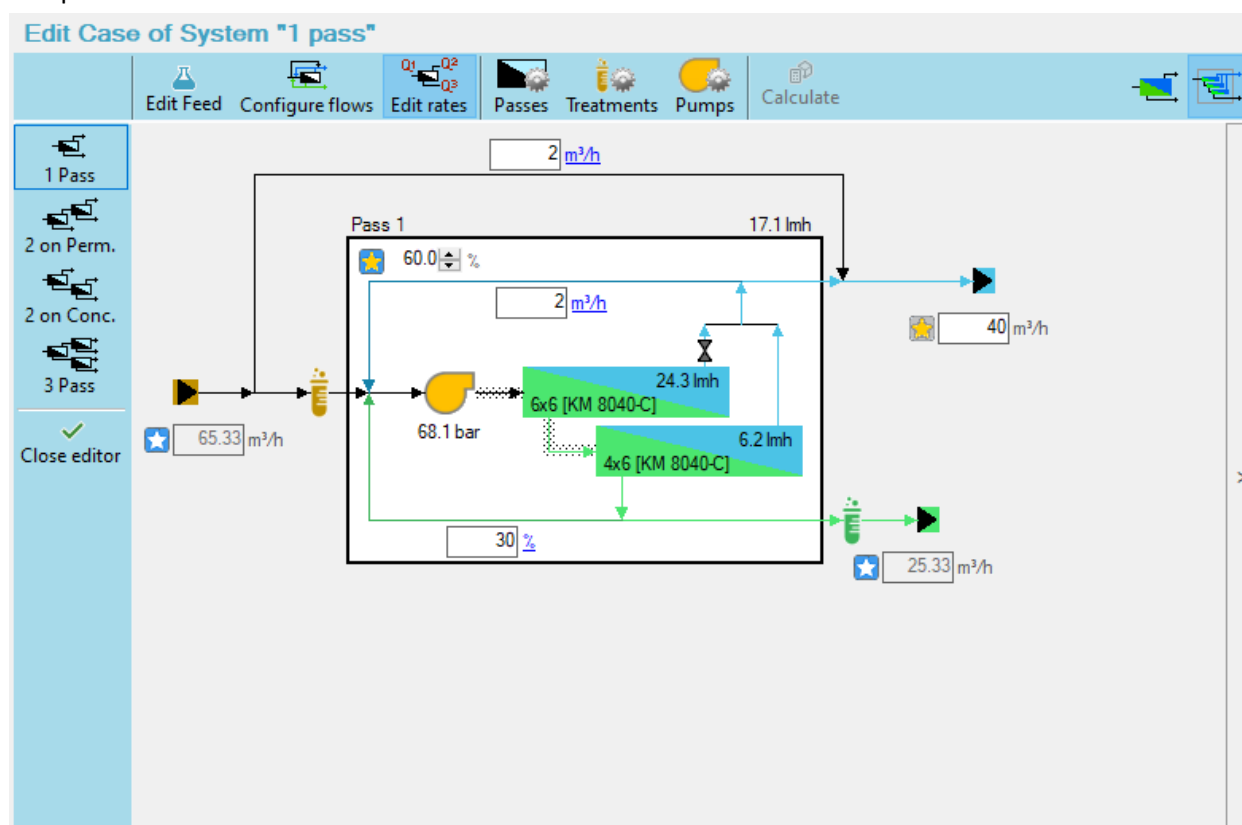 Edit Case of System "1 pass"
Q1 Q2 Q3
Edit Feed Configure flows Edit rates Passes Treatments Pumps Calculate
1 Pass
2 on Perm.
2 on Conc.
3 Pass
Close editor
2 m³/h
Pass 1 17.1 lmh
60.0 %
2 m³/h
40 m³/h
24.3 lmh
6x6 [KM 8040-C]
68.1 bar
65.33 m³/h
6.2 lmh
4x6 [KM 8040-C]
30 %
25.33 m³/h